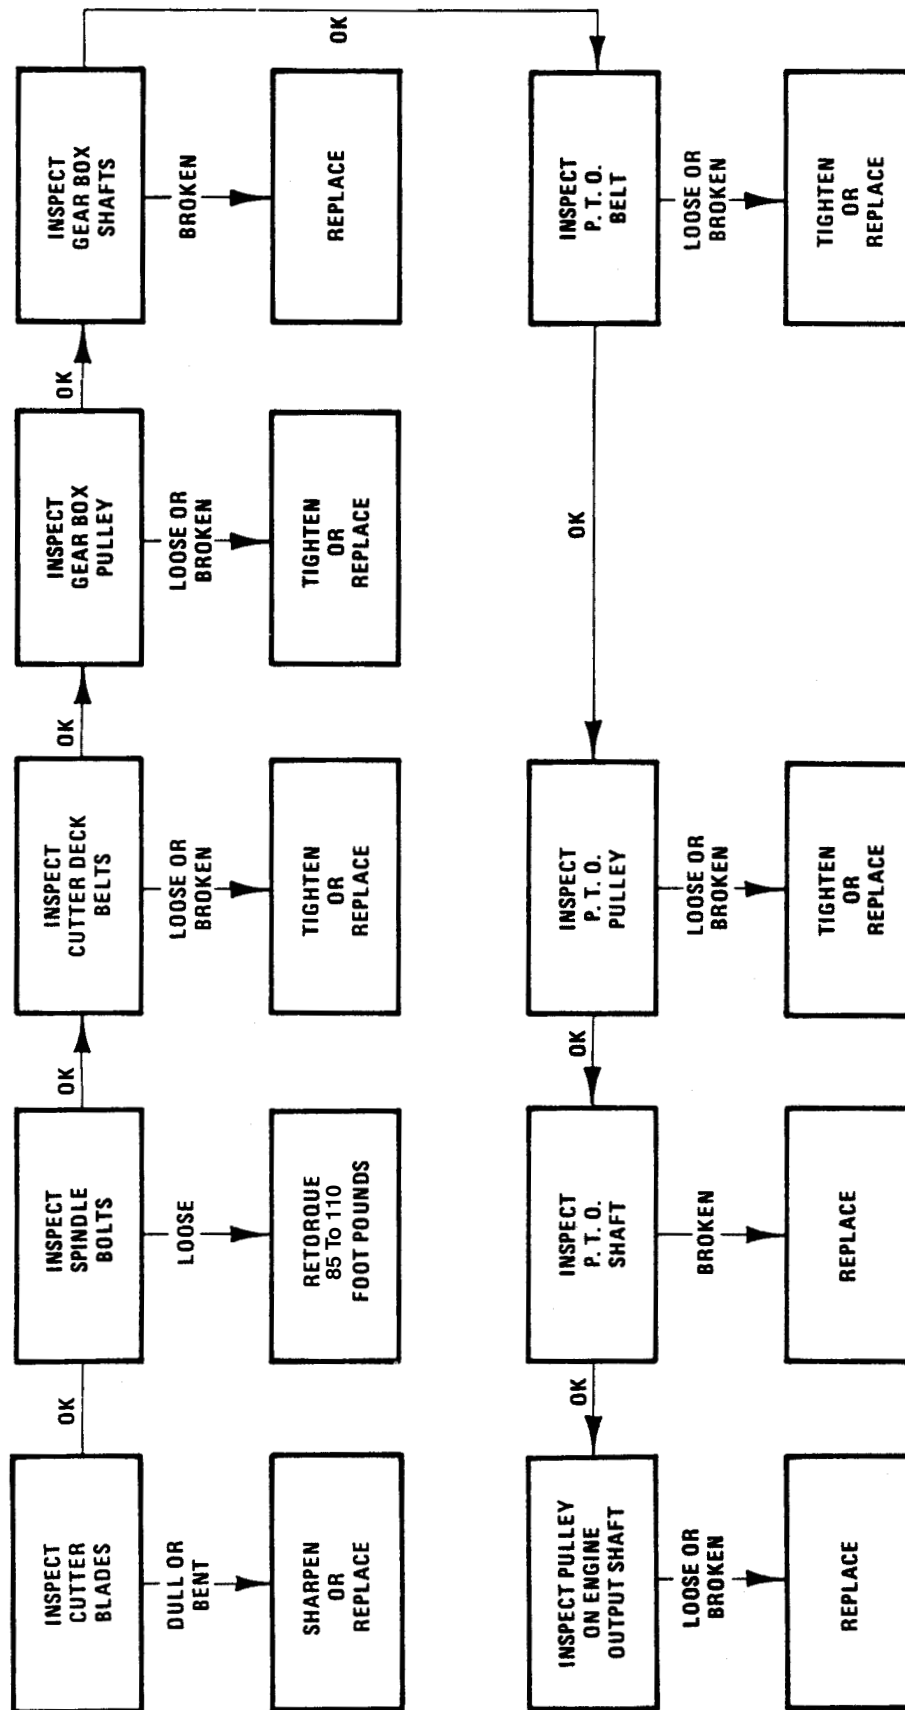 INSPECT
CUTTER
BLADES
OK
DULL OR
BENT
SHARPEN
OR
REPLACE
INSPECT
SPINDLE
BOLTS
OK
LOOSE
RETORQUE
85 To 110
FOOT POUNDS
INSPECT
CUTTER DECK
BELTS
OK
LOOSE OR
BROKEN
TIGHTEN
OR
REPLACE
INSPECT
GEAR BOX
PULLEY
OK
LOOSE OR
BROKEN
TIGHTEN
OR
REPLACE
INSPECT
GEAR BOX
SHAFTS
OK
BROKEN
REPLACE
INSPECT
P. T. O.
BELT
OK
LOOSE OR
BROKEN
TIGHTEN
OR
REPLACE
INSPECT
P. T. O.
PULLEY
OK
LOOSE OR
BROKEN
TIGHTEN
OR
REPLACE
INSPECT
P. T. O.
SHAFT
OK
BROKEN
REPLACE
INSPECT PULLEY
ON ENGINE
OUTPUT SHAFT
LOOSE OR
BROKEN
REPLACE